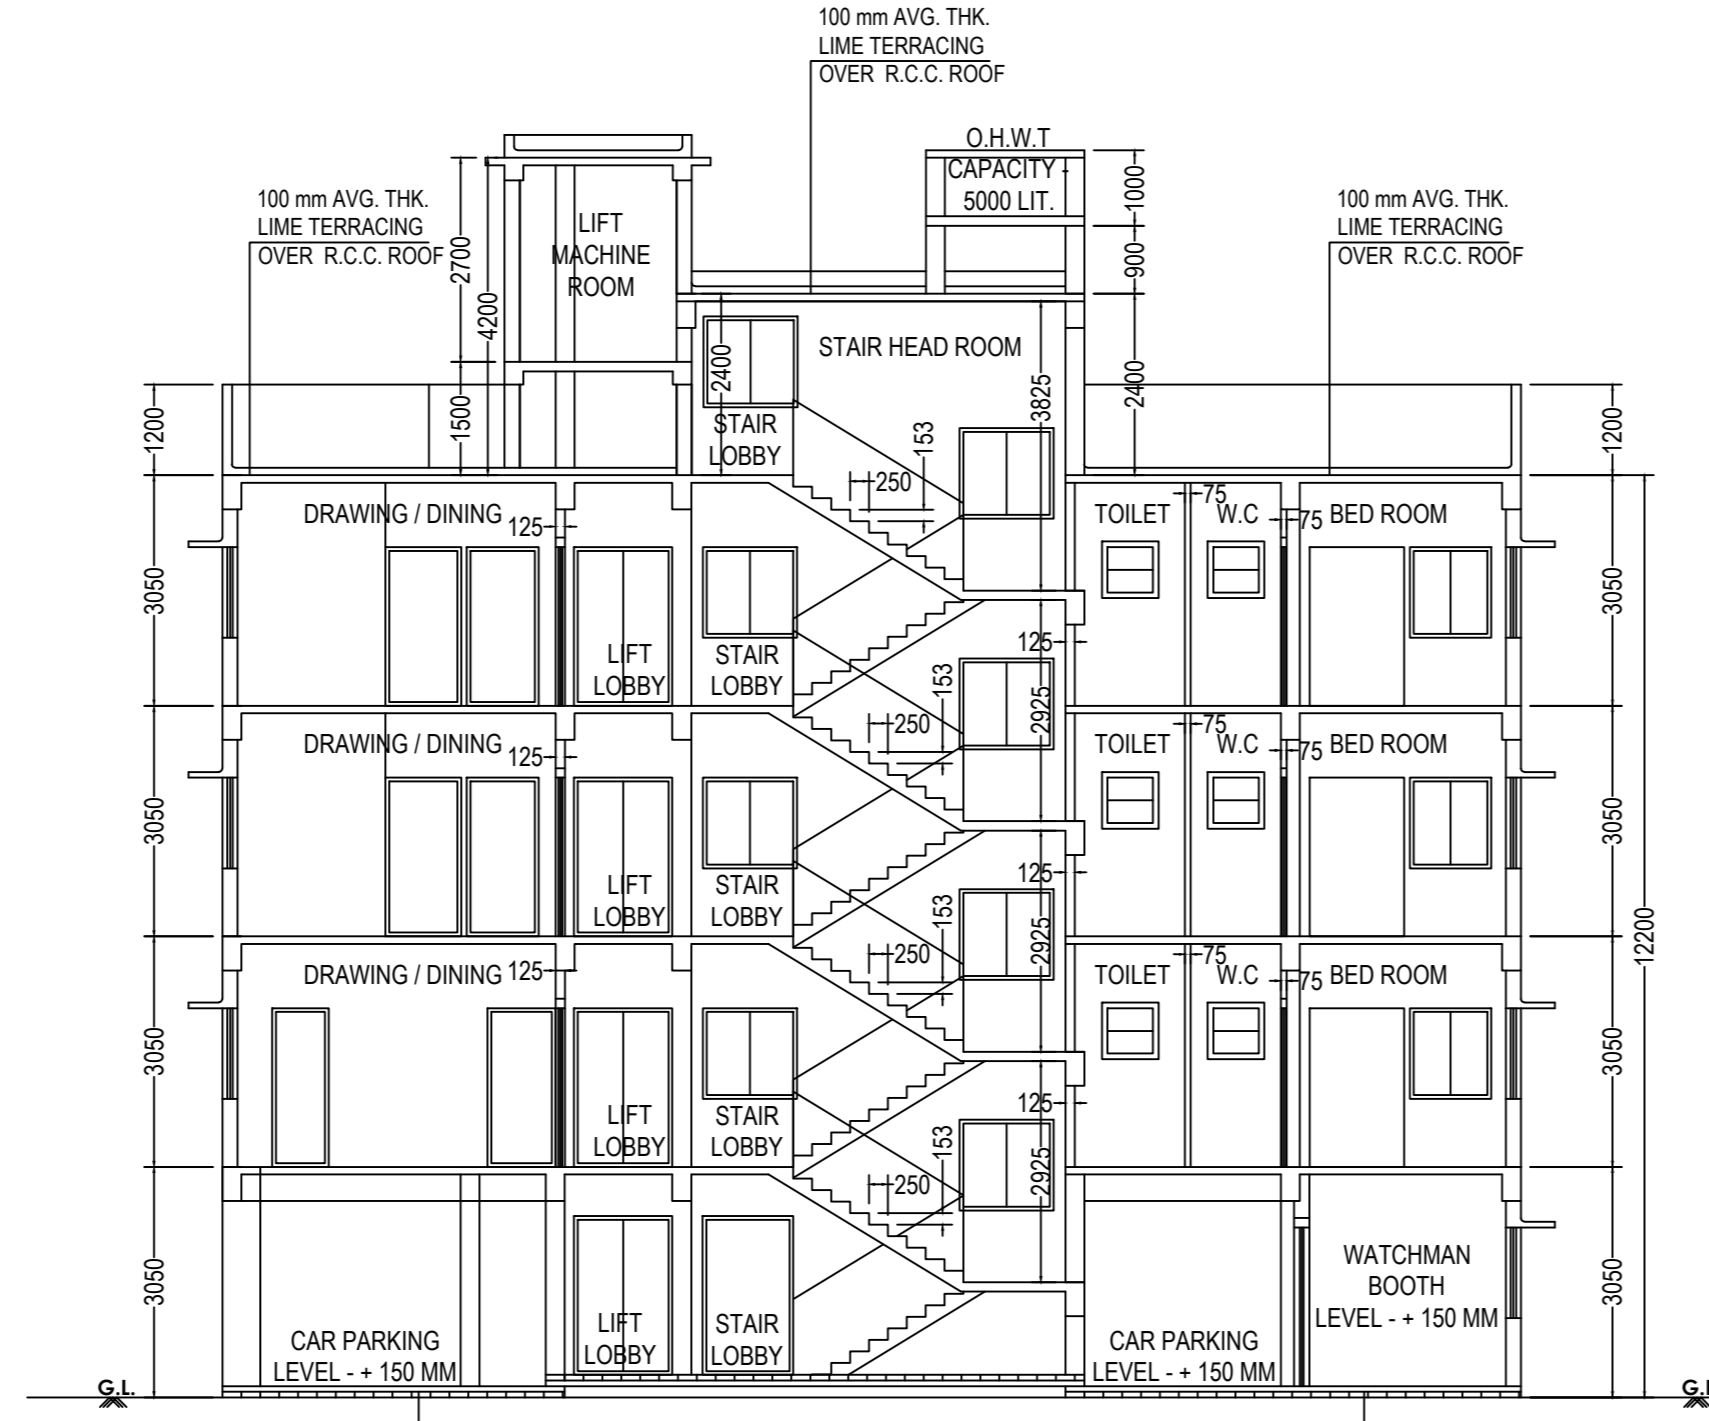 100 mm AVG. THK.
LIME TERRACING
OVER R.C.C. ROOF
O.H.W.T
CAPACITY
5000 LIT.
1000
900
2400
100 mm AVG. THK.
LIME TERRACING
OVER R.C.C. ROOF
2700
4200
1500
LIFT
MACHINE
ROOM
100 mm AVG. THK.
LIME TERRACING
OVER R.C.C. ROOF
STAIR HEAD ROOM
2400
3825
STAIR
LOBBY
153
250
1200
1200
DRAWING / DINING
125
TOILET
75
W.C
75
BED ROOM
3050
LIFT
LOBBY
STAIR
LOBBY
125
3050
153
250
2925
DRAWING / DINING
125
TOILET
75
W.C
75
BED ROOM
3050
LIFT
LOBBY
STAIR
LOBBY
125
3050
153
250
2925
12200
DRAWING / DINING
125
TOILET
75
W.C
75
BED ROOM
3050
LIFT
LOBBY
STAIR
LOBBY
125
3050
153
250
2925
3050
LIFT
LOBBY
STAIR
LOBBY
3050
CAR PARKING
LEVEL - + 150 MM
CAR PARKING
LEVEL - + 150 MM
WATCHMAN
BOOTH
LEVEL - + 150 MM
G.L.
G.L